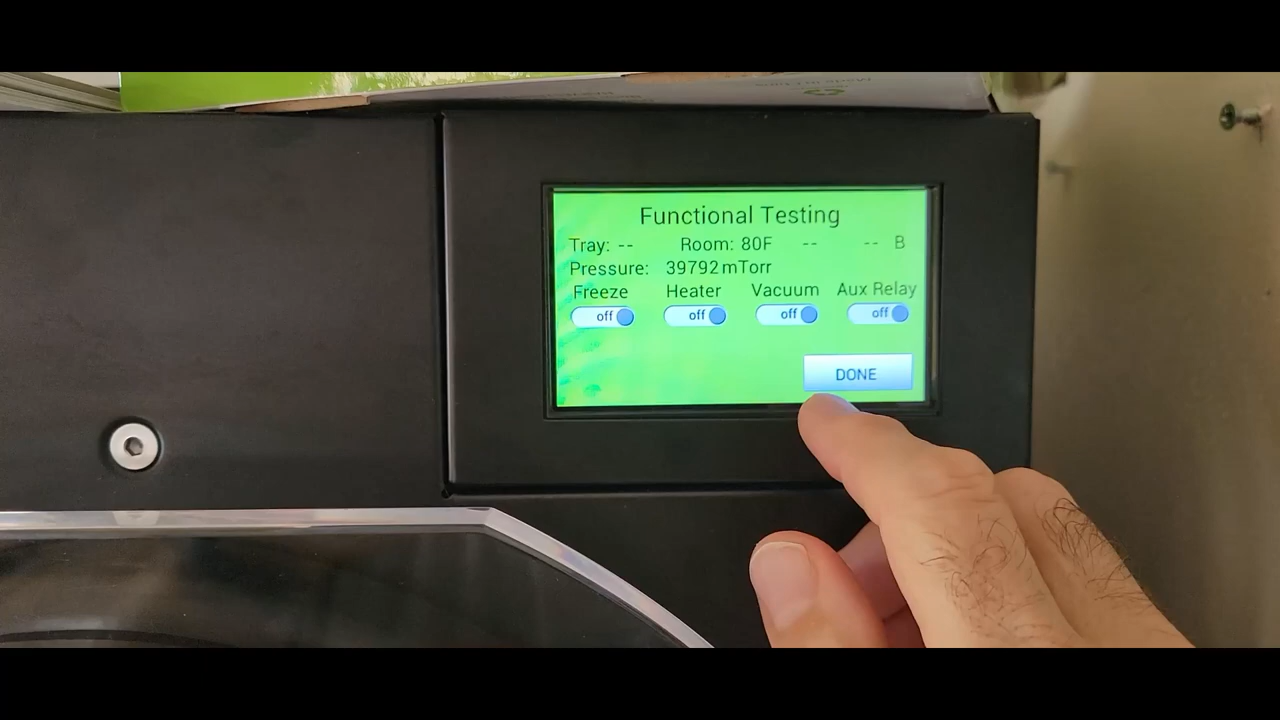 Functional Testing
Tray: -- Room: 80F -- -- B
Pressure: 39792 mTorr
Freeze Heater Vacuum Aux Relay
off off off off
DONE